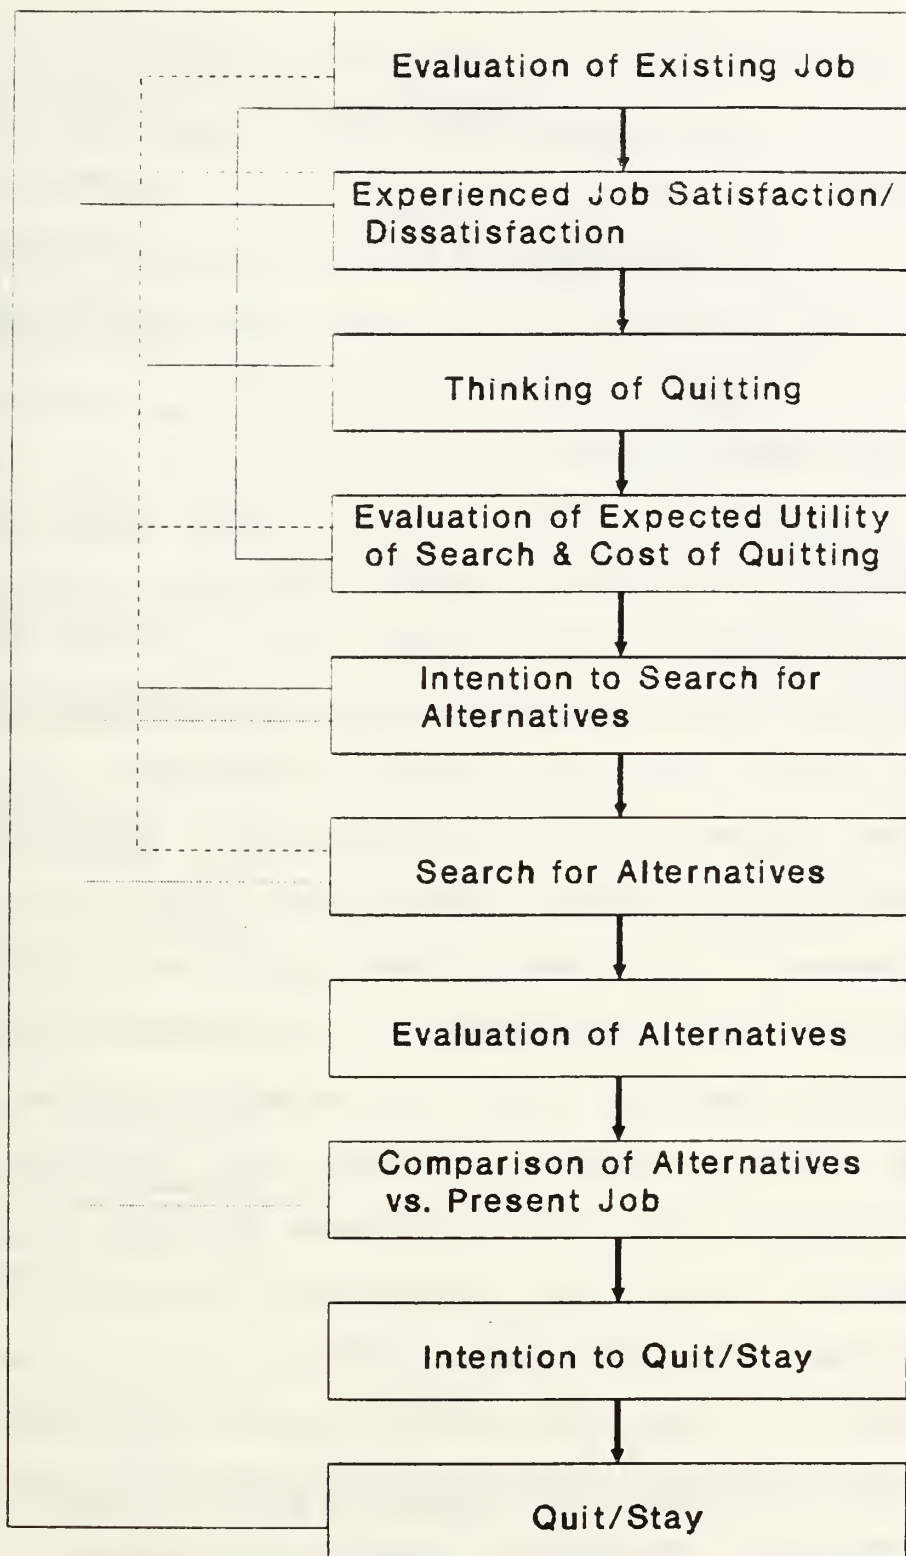 Evaluation of Existing Job
Experienced Job Satisfaction/
Dissatisfaction
Thinking of Quitting
Evaluation of Expected Utility
of Search & Cost of Quitting
Intention to Search for
Alternatives
Search for Alternatives
Evaluation of Alternatives
Comparison of Alternatives
vs. Present Job
Intention to Quit/Stay
Quit/Stay